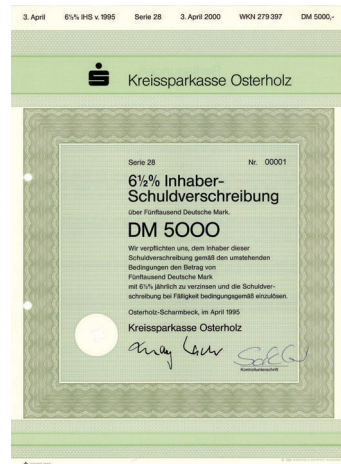 3. April 6½% IHS v. 1995 Serie 28 3. April 2000 WKN 279 397 DM 5000,-
Kreissparkasse Osterholz
Serie 28 Nr. 00001
6½% Inhaber-
Schuldverschreibung
über Fünftausend Deutsche Mark.
DM 5000
Wir verpflichten uns, dem Inhaber dieser
Schuldverschreibung gemäß den umstehenden
Bedingungen den Betrag von
Fünftausend Deutsche Mark
mit 6½% jährlich zu verzinsen und die Schuldver-
schreibung bei Fälligkeit bedingungsgemäß einzulösen.
Osterholz-Scharmbeck, im April 1995
Kreissparkasse Osterholz
Kontrollunterschrift